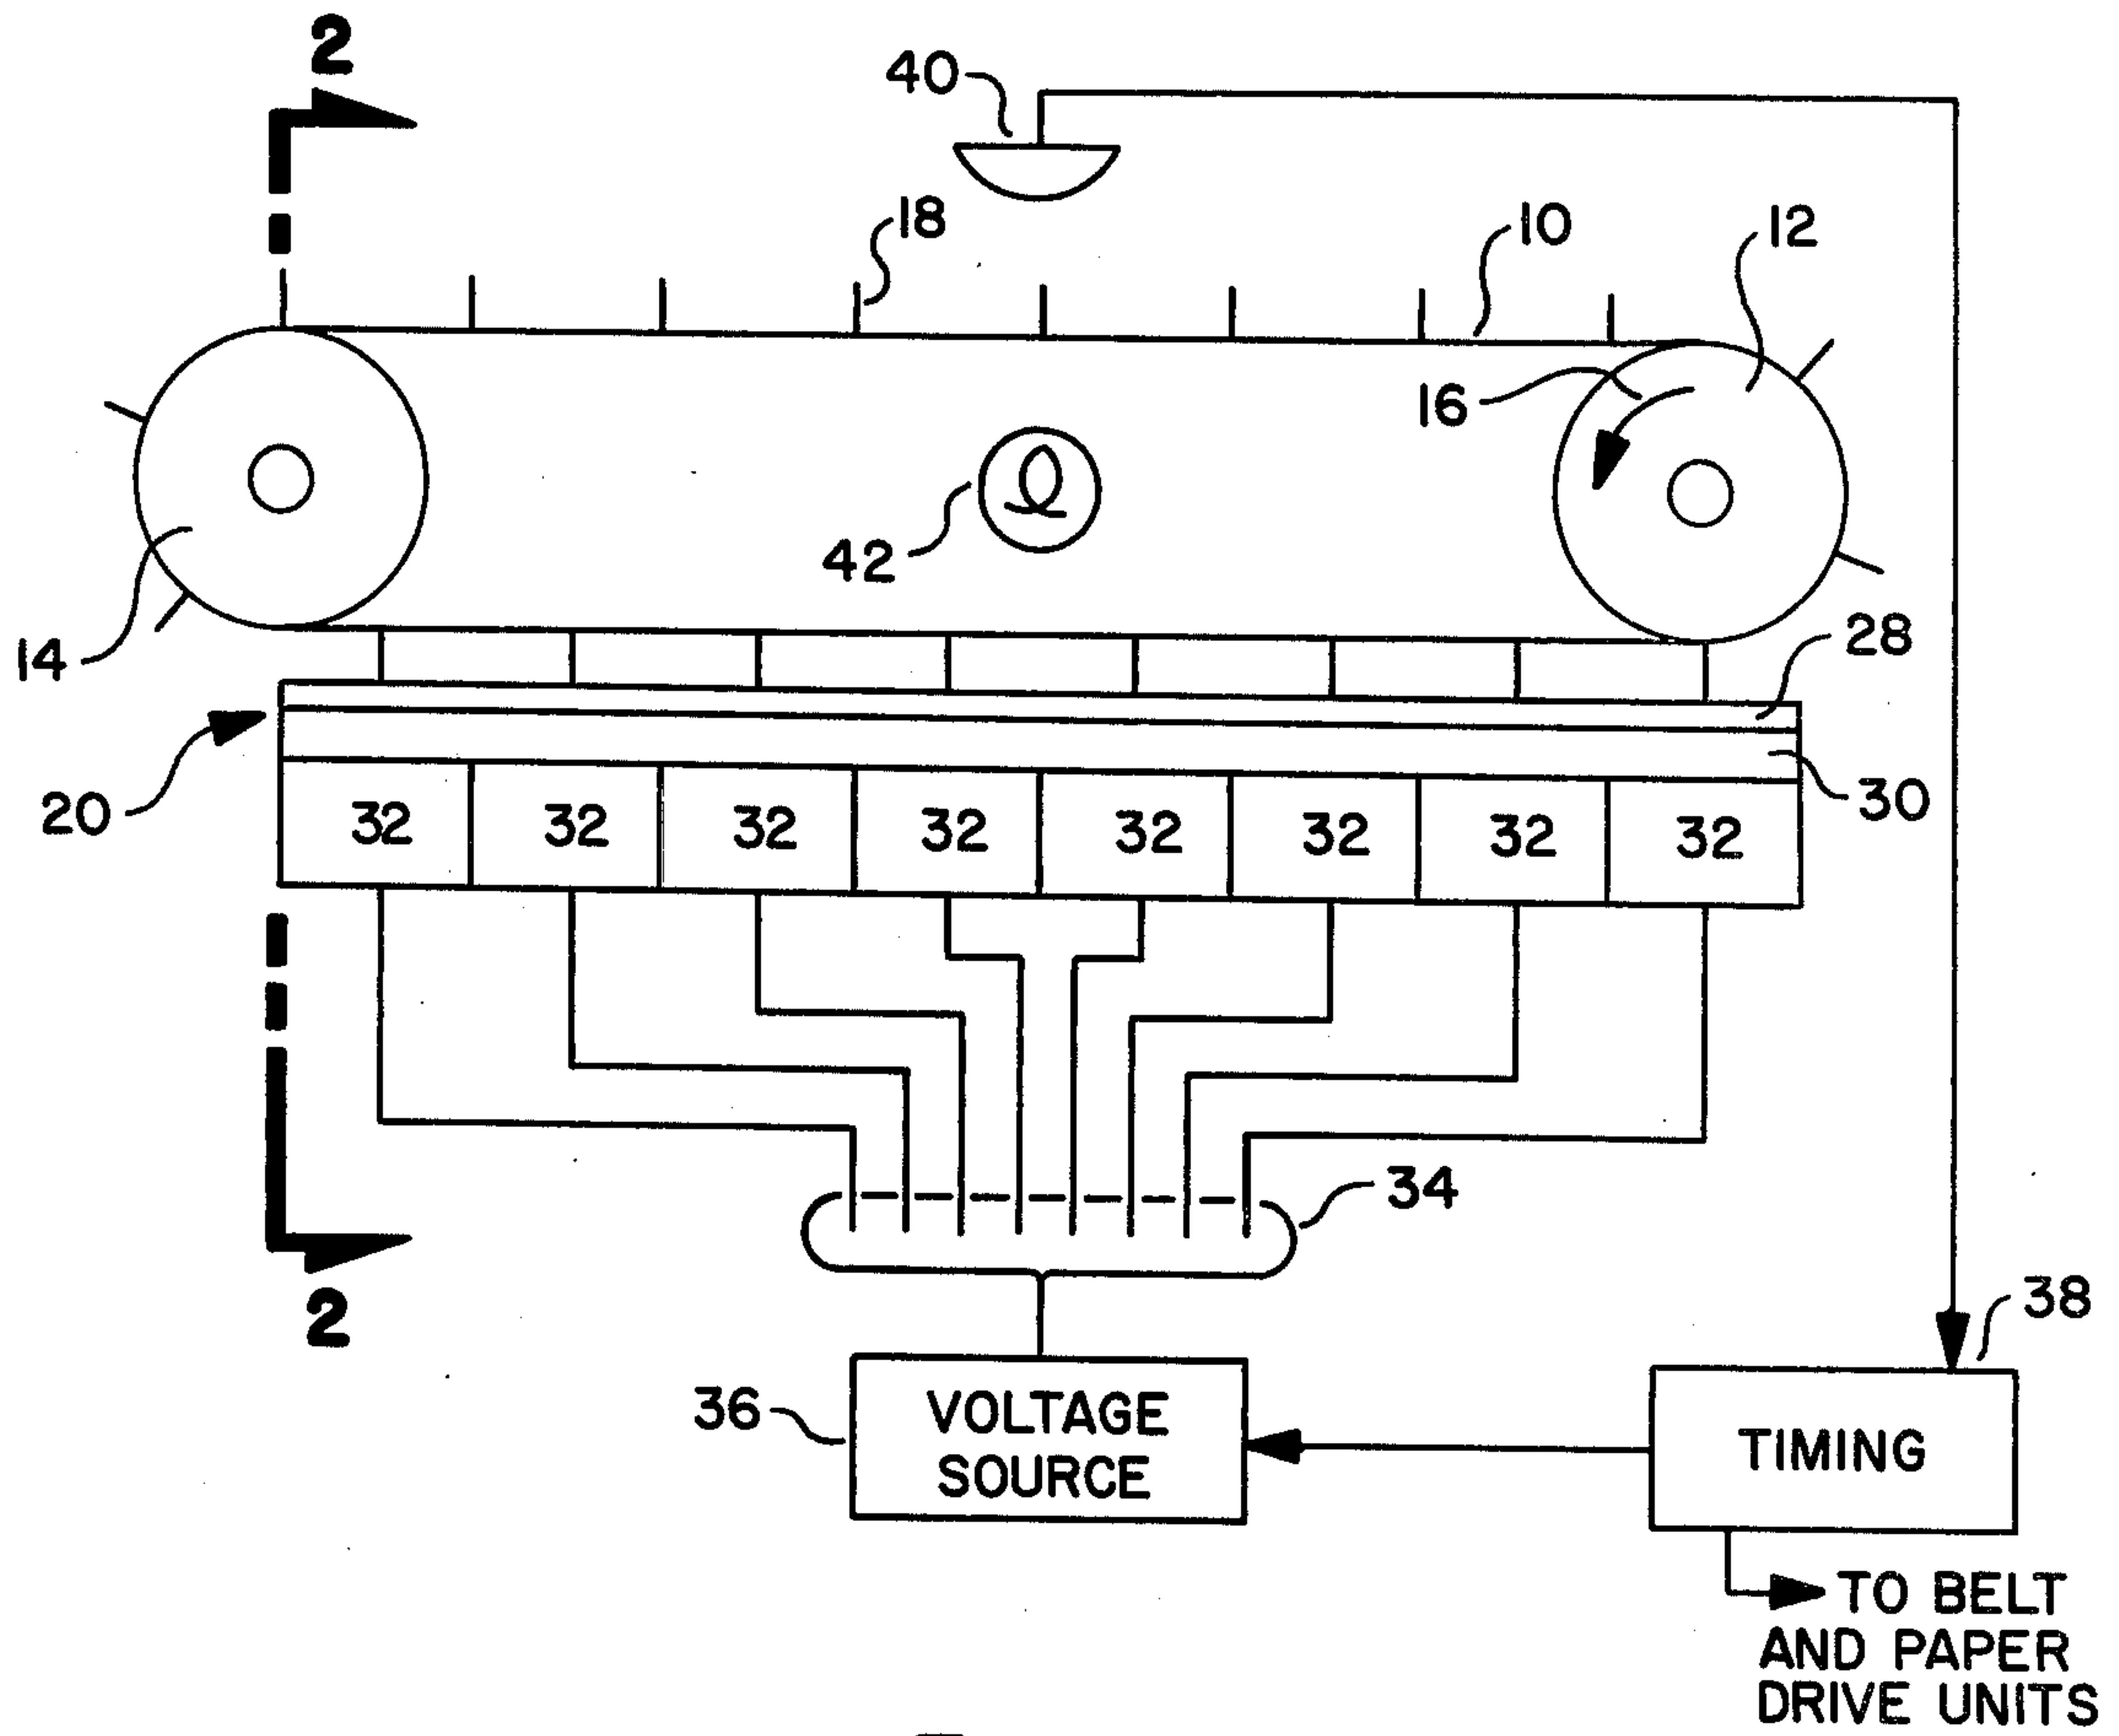 2
40
18
10
12
16
42
14
28
20
30
32 32 32 32 32 32 32 32
34
2
38
36
VOLTAGE
SOURCE
TIMING
TO BELT
AND PAPER
DRIVE UNITS